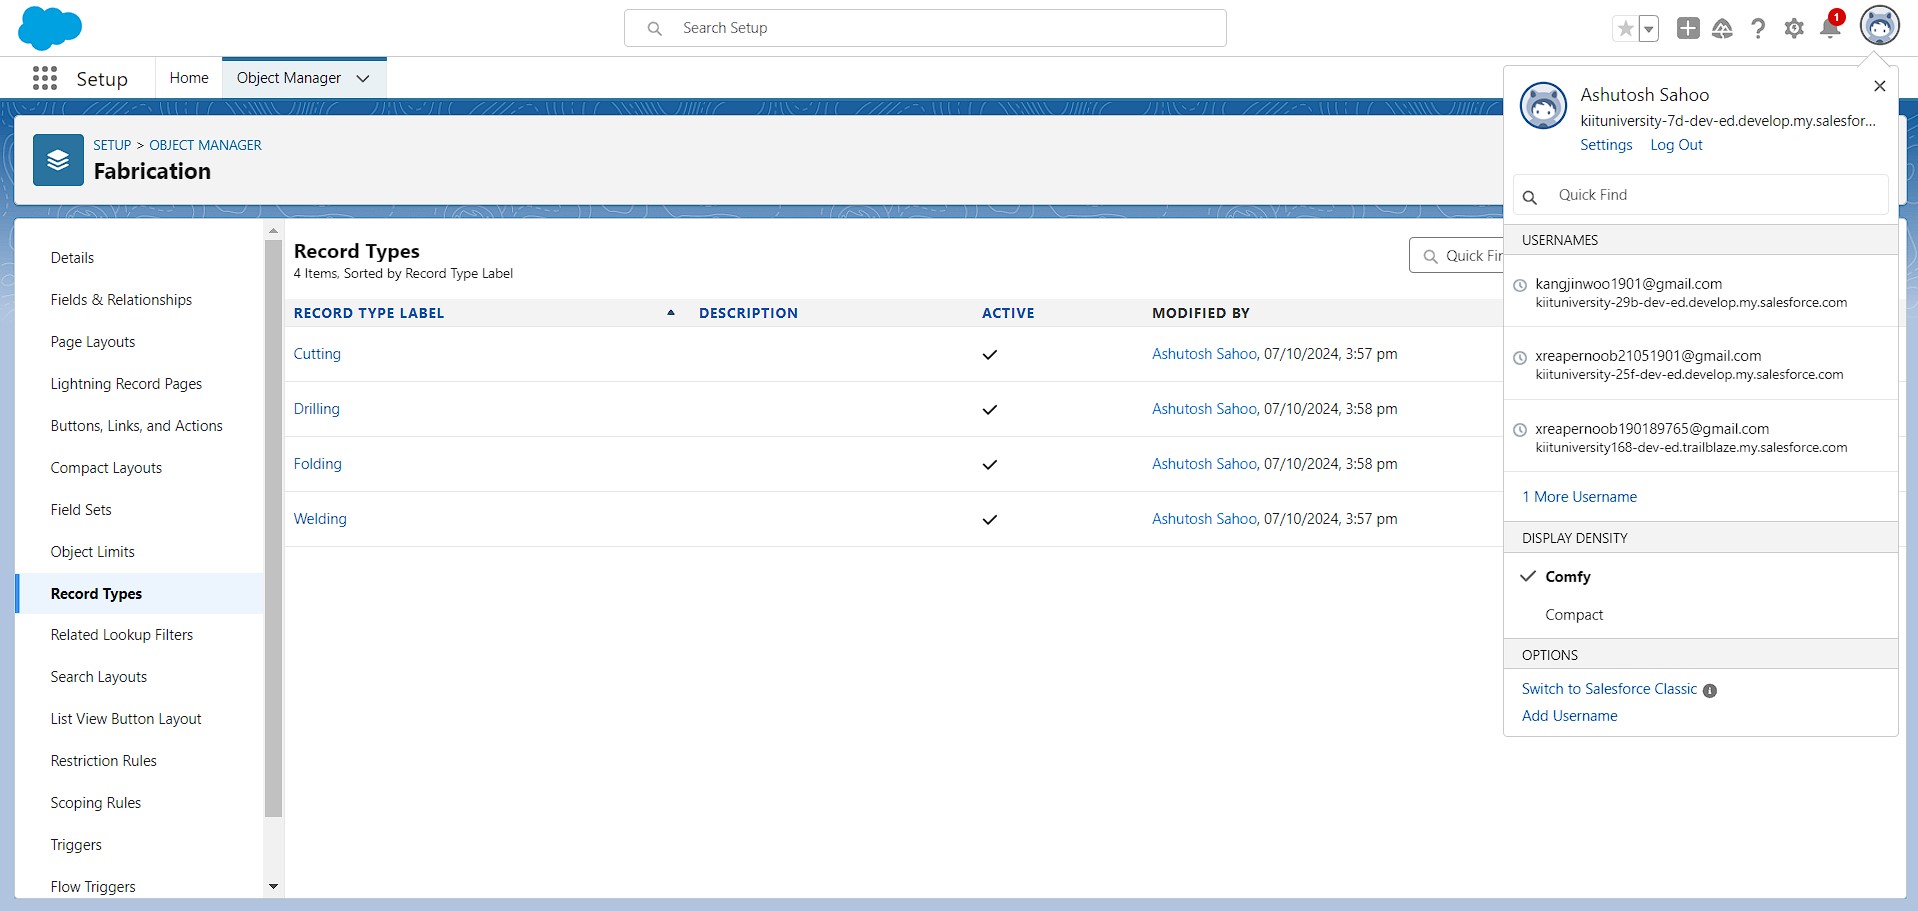 Search Setup
1
Setup
Home
Object Manager
SETUP > OBJECT MANAGER
Fabrication
Details
Fields & Relationships
Page Layouts
Lightning Record Pages
Buttons, Links, and Actions
Compact Layouts
Field Sets
Object Limits
Record Types
Related Lookup Filters
Search Layouts
List View Button Layout
Restriction Rules
Scoping Rules
Triggers
Flow Triggers
Record Types
4 Items, Sorted by Record Type Label
Quick Fin
RECORD TYPE LABEL DESCRIPTION ACTIVE MODIFIED BY
Cutting Ashutosh Sahoo, 07/10/2024, 3:57 pm
Drilling Ashutosh Sahoo, 07/10/2024, 3:58 pm
Folding Ashutosh Sahoo, 07/10/2024, 3:58 pm
Welding Ashutosh Sahoo, 07/10/2024, 3:57 pm
Ashutosh Sahoo
kiituniversity-7d-dev-ed.develop.my.salesfor...
Settings Log Out
Quick Find
USERNAMES
kangjinwoo1901@gmail.com
kiituniversity-29b-dev-ed.develop.my.salesforce.com
xreapernoob21051901@gmail.com
kiituniversity-25f-dev-ed.develop.my.salesforce.com
xreapernoob190189765@gmail.com
kiituniversity168-dev-ed.trailblaze.my.salesforce.com
1 More Username
DISPLAY DENSITY
Comfy
Compact
OPTIONS
Switch to Salesforce Classic
Add Username